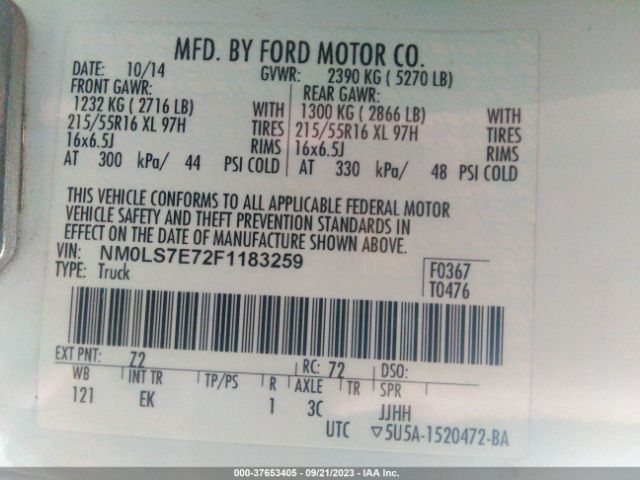 MFD. BY FORD MOTOR CO.
DATE: 10/14 GVWR: 2390 KG ( 5270 LB)
FRONT GAWR: REAR GAWR:
1232 KG ( 2716 LB) WITH 1300 KG ( 2866 LB) WITH
215/55R16 XL 97H TIRES 215/55R16 XL 97H TIRES
16x6.5J RIMS 16x6.5J RIMS
AT 300 kPa/ 44 PSI COLD AT 330 kPa/ 48 PSI COLD
THIS VEHICLE CONFORMS TO ALL APPLICABLE FEDERAL MOTOR
VEHICLE SAFETY AND THEFT PREVENTION STANDARDS IN
EFFECT ON THE DATE OF MANUFACTURE SHOWN ABOVE.
VIN: NM0LS7E72F1183259
TYPE: Truck
F0367
T0476
EXT PNT: Z2 RC: 72 DSO:
WB INT TR TP/PS R AXLE TR SPR
121 EK 1 3C JJHH
UTC ▽5U5A-1520472-BA
000-37653405 - 09/21/2023 - IAA Inc.